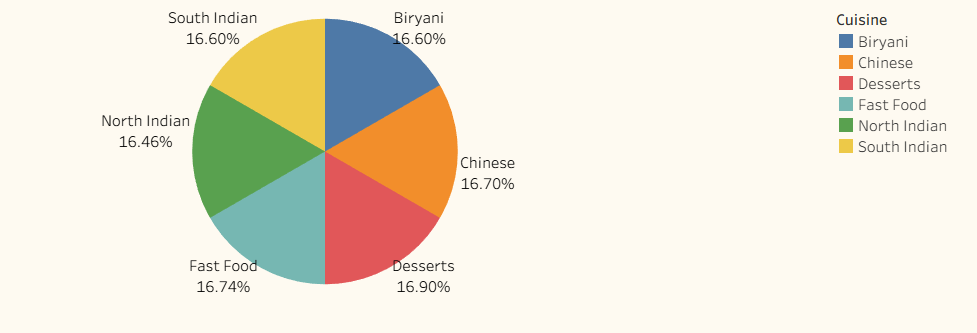 South Indian
16.60%
Biryani
16.60%
North Indian
16.46%
Chinese
16.70%
Fast Food
16.74%
Desserts
16.90%
Cuisine
Biryani
Chinese
Desserts
Fast Food
North Indian
South Indian